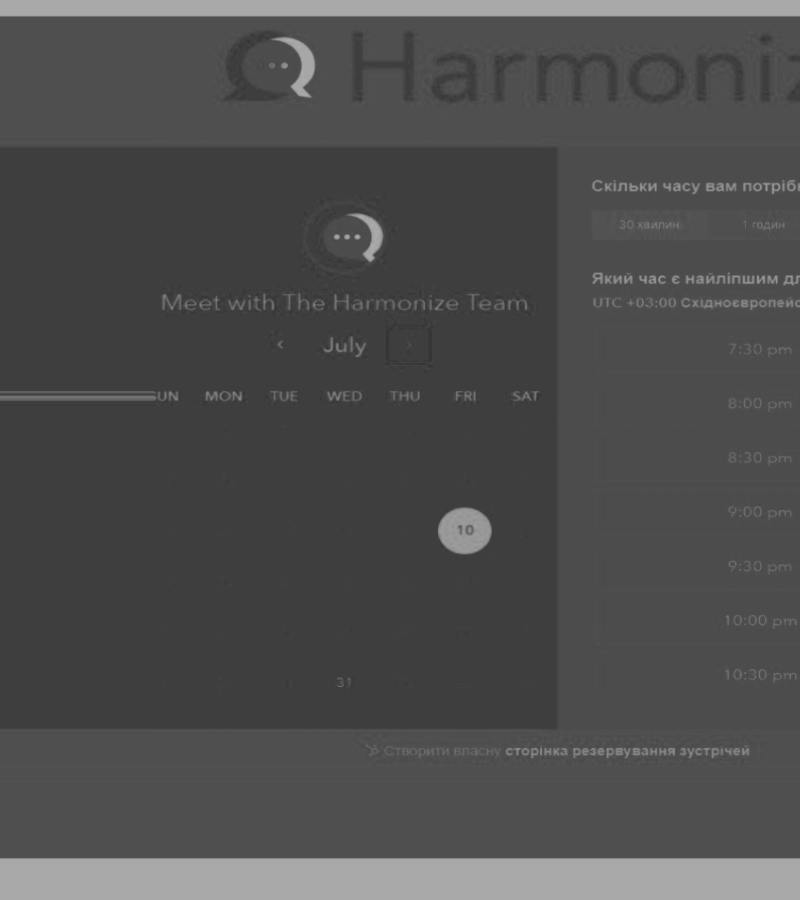 Harmoniz
Meet with The Harmonize Team
July
UN MON TUE WED THU FRI SAT
10
31
Скільки часу вам потріб
30 хвилин 1 годин
Який час є найліпшим дл
UTC +03:00 Східноєвропейс
7:30 pm
8:00 pm
8:30 pm
9:00 pm
9:30 pm
10:00 pm
10:30 pm
Створити власну сторінка резервування зустрічей